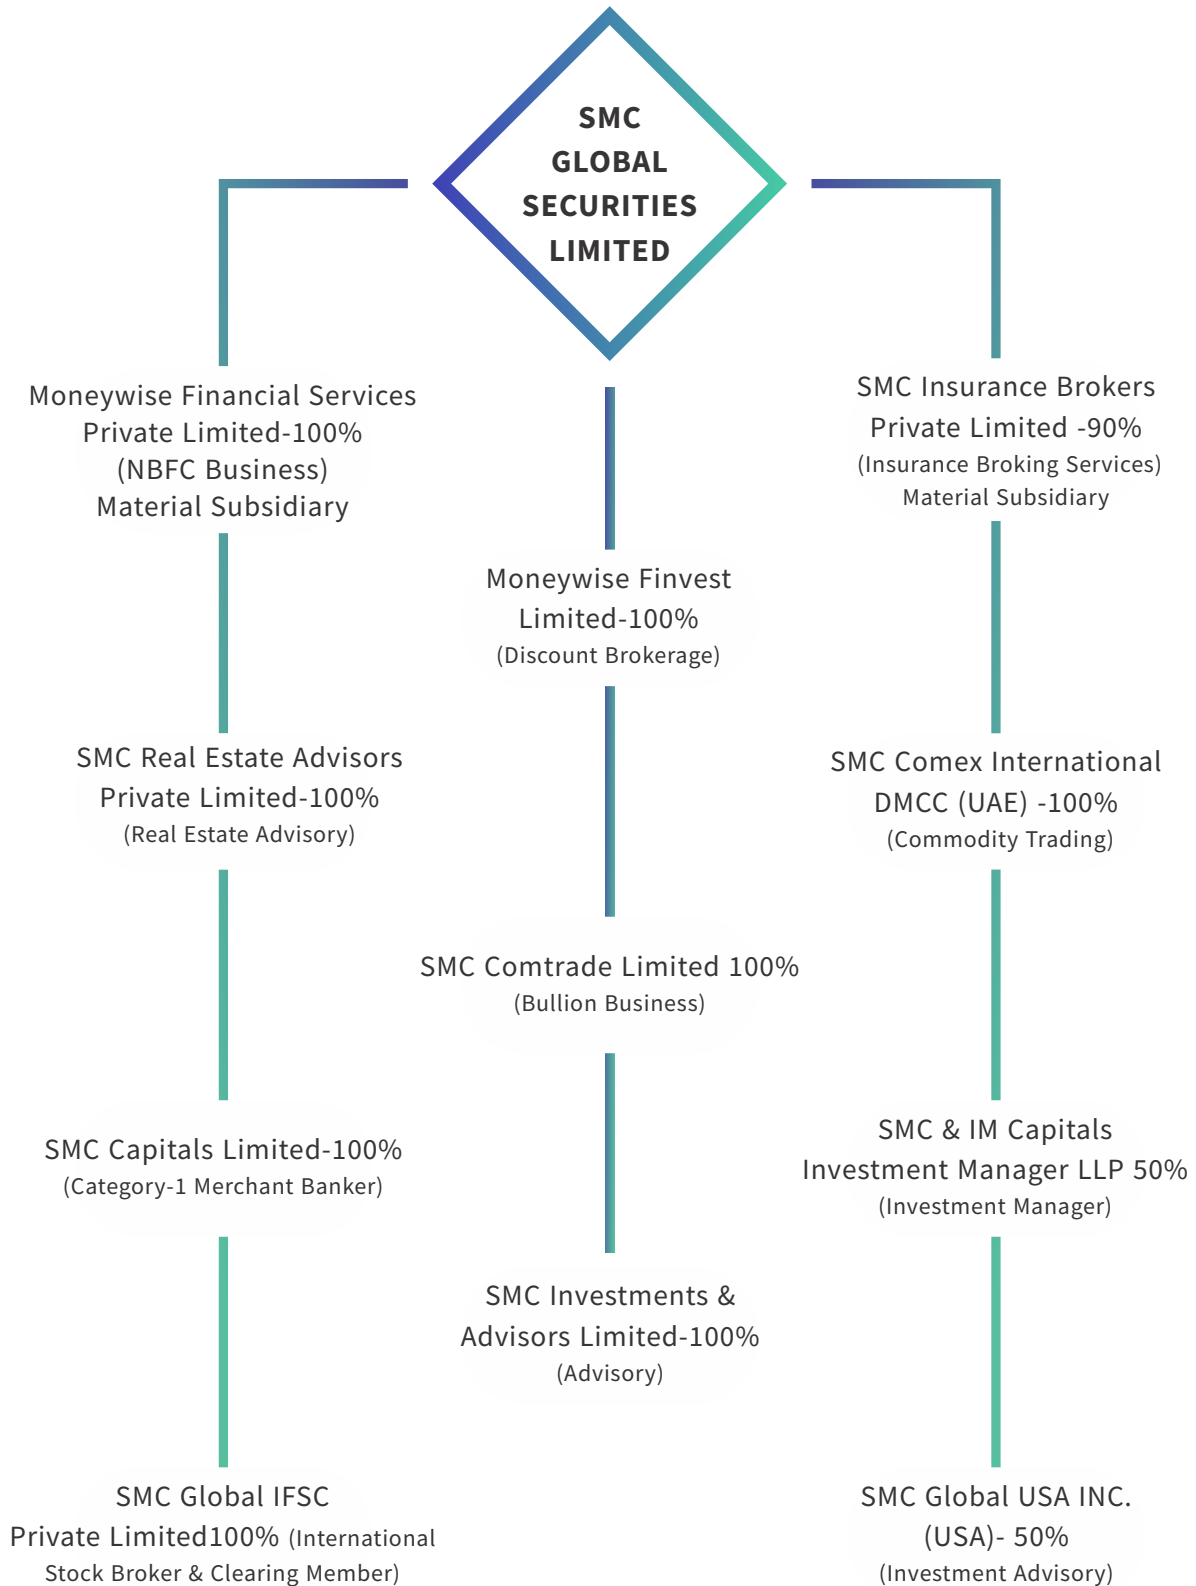 SMC
GLOBAL
SECURITIES
LIMITED
Moneywise Financial Services
Private Limited-100%
(NBFC Business)
Material Subsidiary
SMC Real Estate Advisors
Private Limited-100%
(Real Estate Advisory)
SMC Capitals Limited-100%
(Category-1 Merchant Banker)
SMC Global IFSC
Private Limited100% (International
Stock Broker & Clearing Member)
Moneywise Finvest
Limited-100%
(Discount Brokerage)
SMC Comtrade Limited 100%
(Bullion Business)
SMC Investments &
Advisors Limited-100%
(Advisory)
SMC Insurance Brokers
Private Limited -90%
(Insurance Broking Services)
Material Subsidiary
SMC Comex International
DMCC (UAE) -100%
(Commodity Trading)
SMC & IM Capitals
Investment Manager LLP 50%
(Investment Manager)
SMC Global USA INC.
(USA)- 50%
(Investment Advisory)